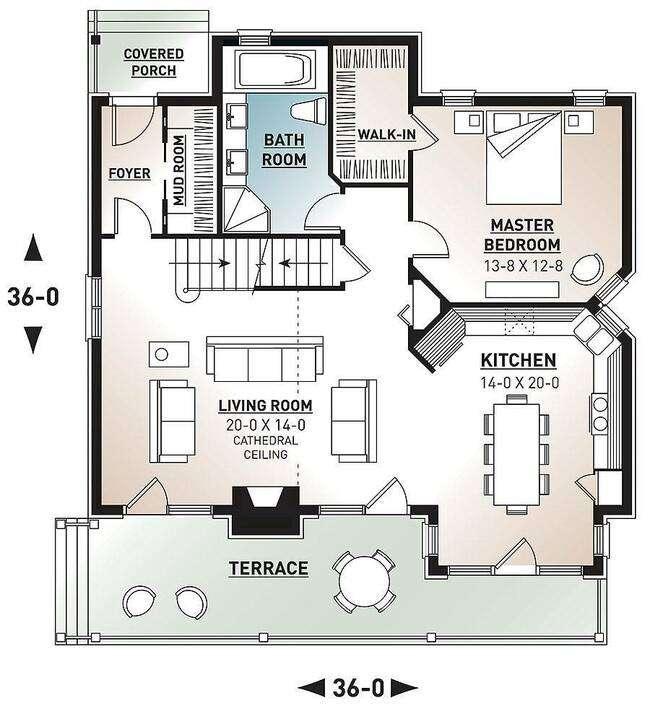 COVERED
PORCH
FOYER
MUD ROOM
BATH
ROOM
WALK-IN
MASTER
BEDROOM
13-8 X 12-8
36-0
KITCHEN
14-0 X 20-0
LIVING ROOM
20-0 X 14-0
CATHEDRAL
CEILING
TERRACE
36-0